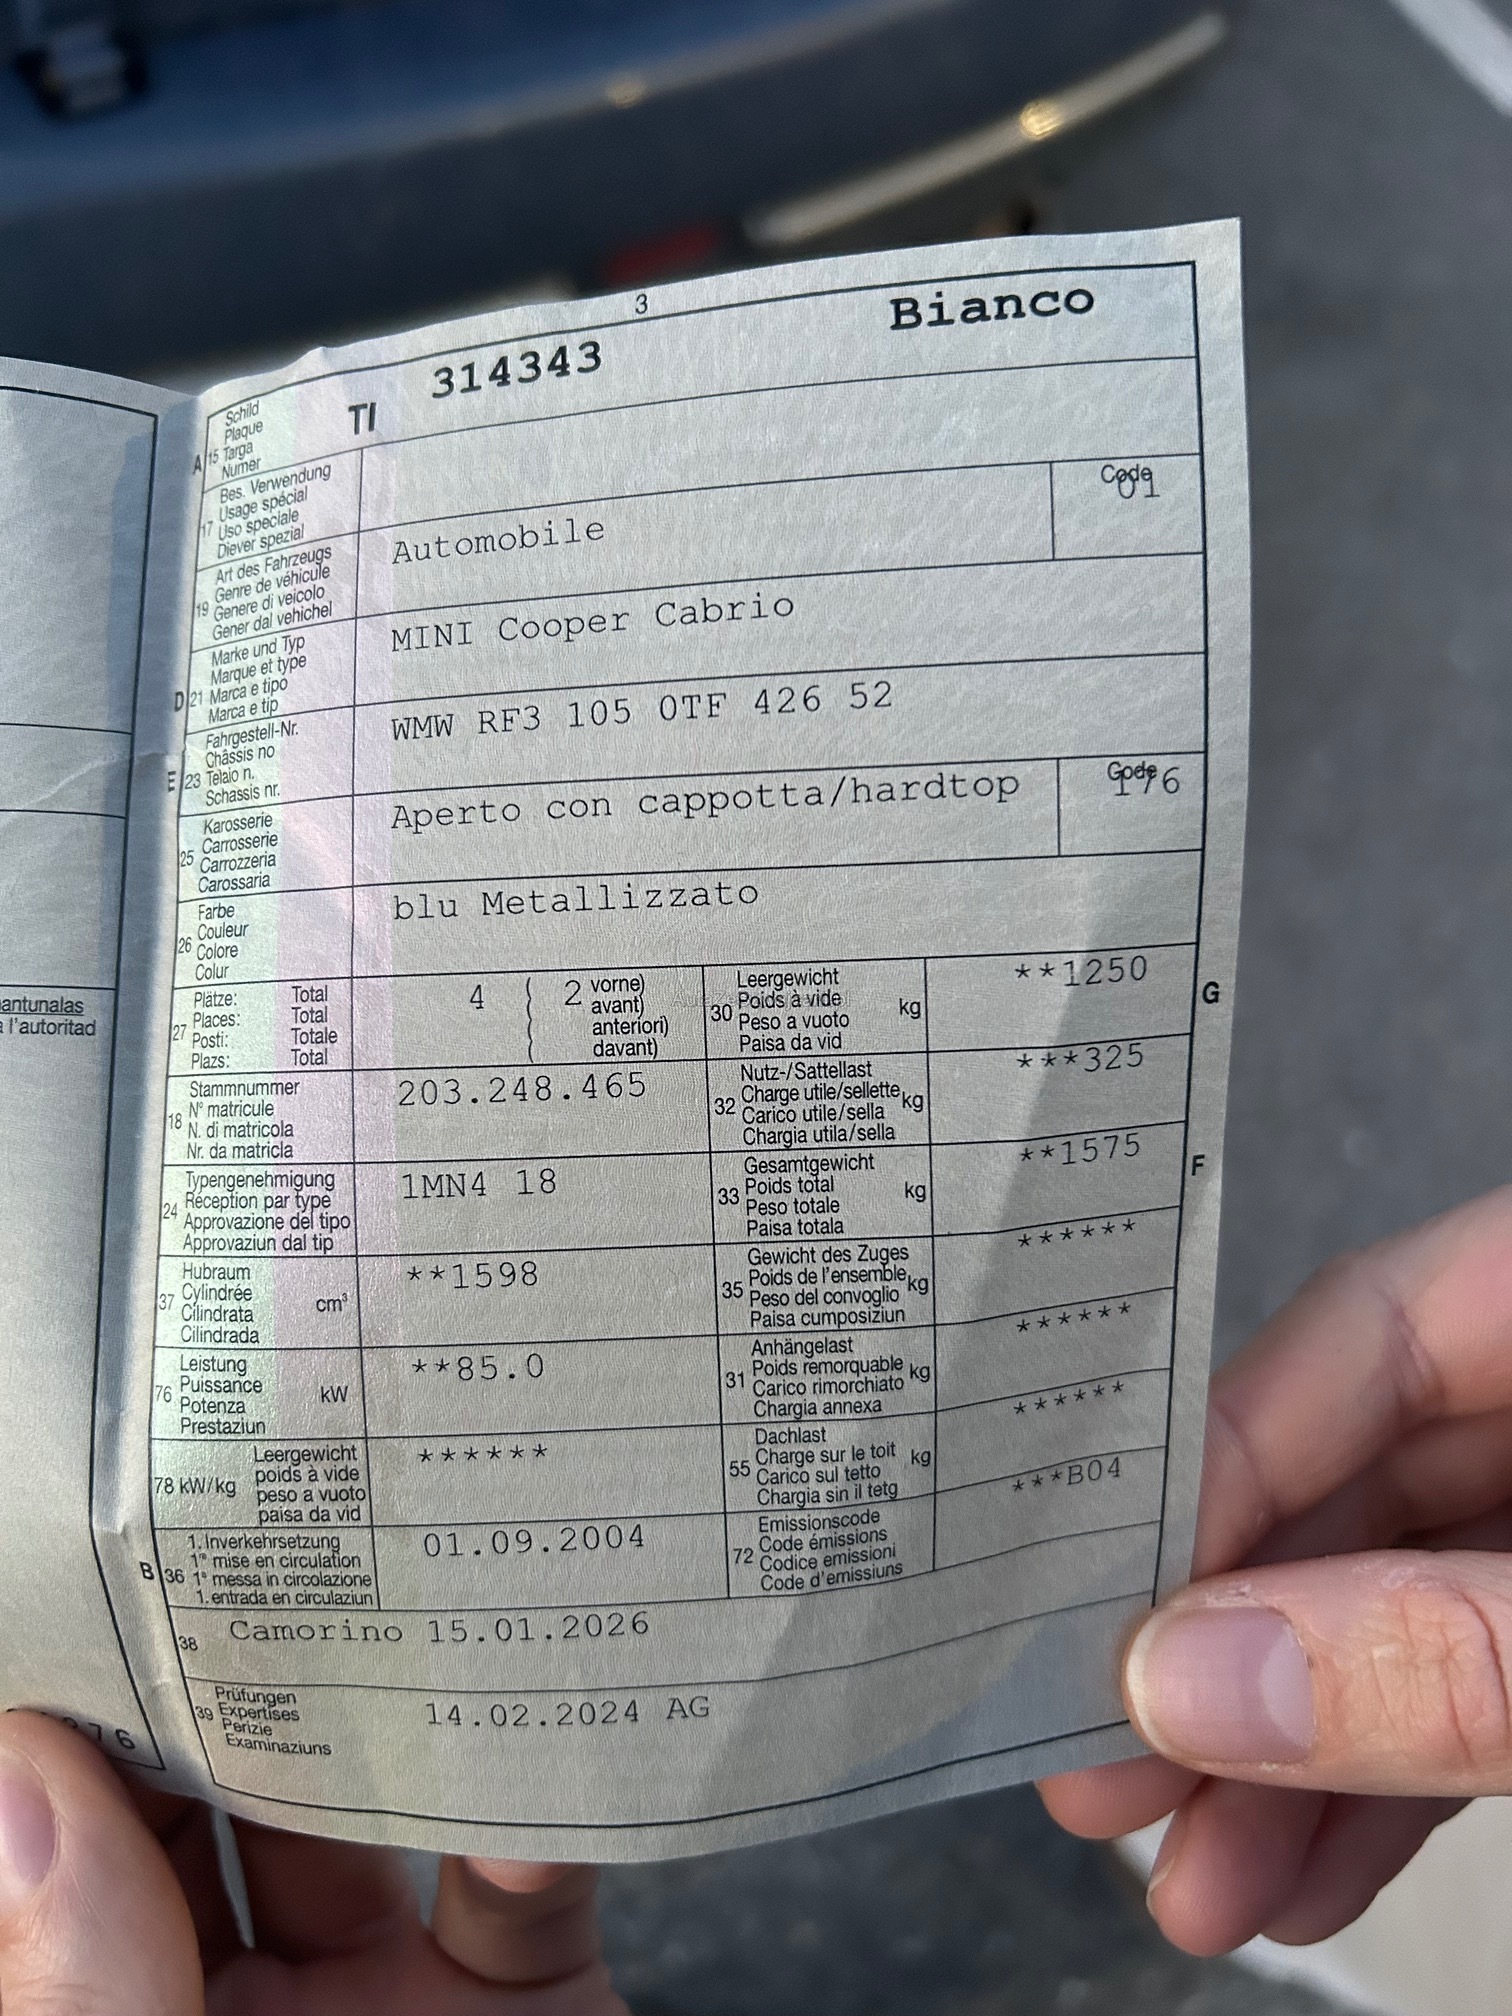 3
A 15 Schild
Plaque
Targa
Numer
TI 314343 Bianco
17 Bes. Verwendung
Usage spécial
Uso speciale
Diever spezial
19 Art des Fahrzeugs
Genre de véhicule
Genere di veicolo
Gener dal vehichel
Automobile
Code
01
D 21 Marke und Typ
Marque et type
Marca e tipo
Marca e tip
MINI Cooper Cabrio
E 23 Fahrgestell-Nr.
Châssis no
Telaio n.
Schassis nr.
WMW RF3 105 0TF 426 52
25 Karosserie
Carrosserie
Carrozzeria
Carossaria
Aperto con cappotta/hardtop
Code
176
26 Farbe
Couleur
Colore
Colur
blu Metallizzato
27 Plätze: Total
Places: Total
Posti: Totale
Plazs: Total
4 ( 2 vorne)
avant)
anteriori)
davant)
30 Leergewicht
Poids à vide
Peso a vuoto
Paisa da vid
kg
**1250
G
18 Stammnummer
N° matricule
N. di matricola
Nr. da matricla
203.248.465
32 Nutz-/Sattellast
Charge utile/sellette
Carico utile/sella
Chargia utila/sella
kg
***325
24 Typengenehmigung
Réception par type
Approvazione del tipo
Approvaziun dal tip
1MN4 18
33 Gesamtgewicht
Poids total
Peso totale
Paisa totala
kg
**1575
F
37 Hubraum
Cylindrée
Cilindrata
Cilindrada
cm³
**1598
35 Gewicht des Zuges
Poids de l'ensemble
Peso del convoglio
Paisa cumposiziun
kg
******
76 Leistung
Puissance
Potenza
Prestaziun
kW
**85.0
31 Anhängelast
Poids remorquable
Carico rimorchiato
Chargia annexa
kg
******
78 kW/kg Leergewicht
poids à vide
peso a vuoto
paisa da vid
******
55 Dachlast
Charge sur le toit
Carico sul tetto
Chargia sin il tetg
kg
******
B 36 1. Inverkehrsetzung
1re mise en circulation
1a messa in circolazione
1. entrada en circulaziun
01.09.2004
72 Emissionscode
Code émissions
Codice emissioni
Code d'emissiuns
***B04
38 Camorino 15.01.2026
39 Prüfungen
Expertises
Perizie
Examinaziuns
14.02.2024 AG
antunalas
l'autoritad
76